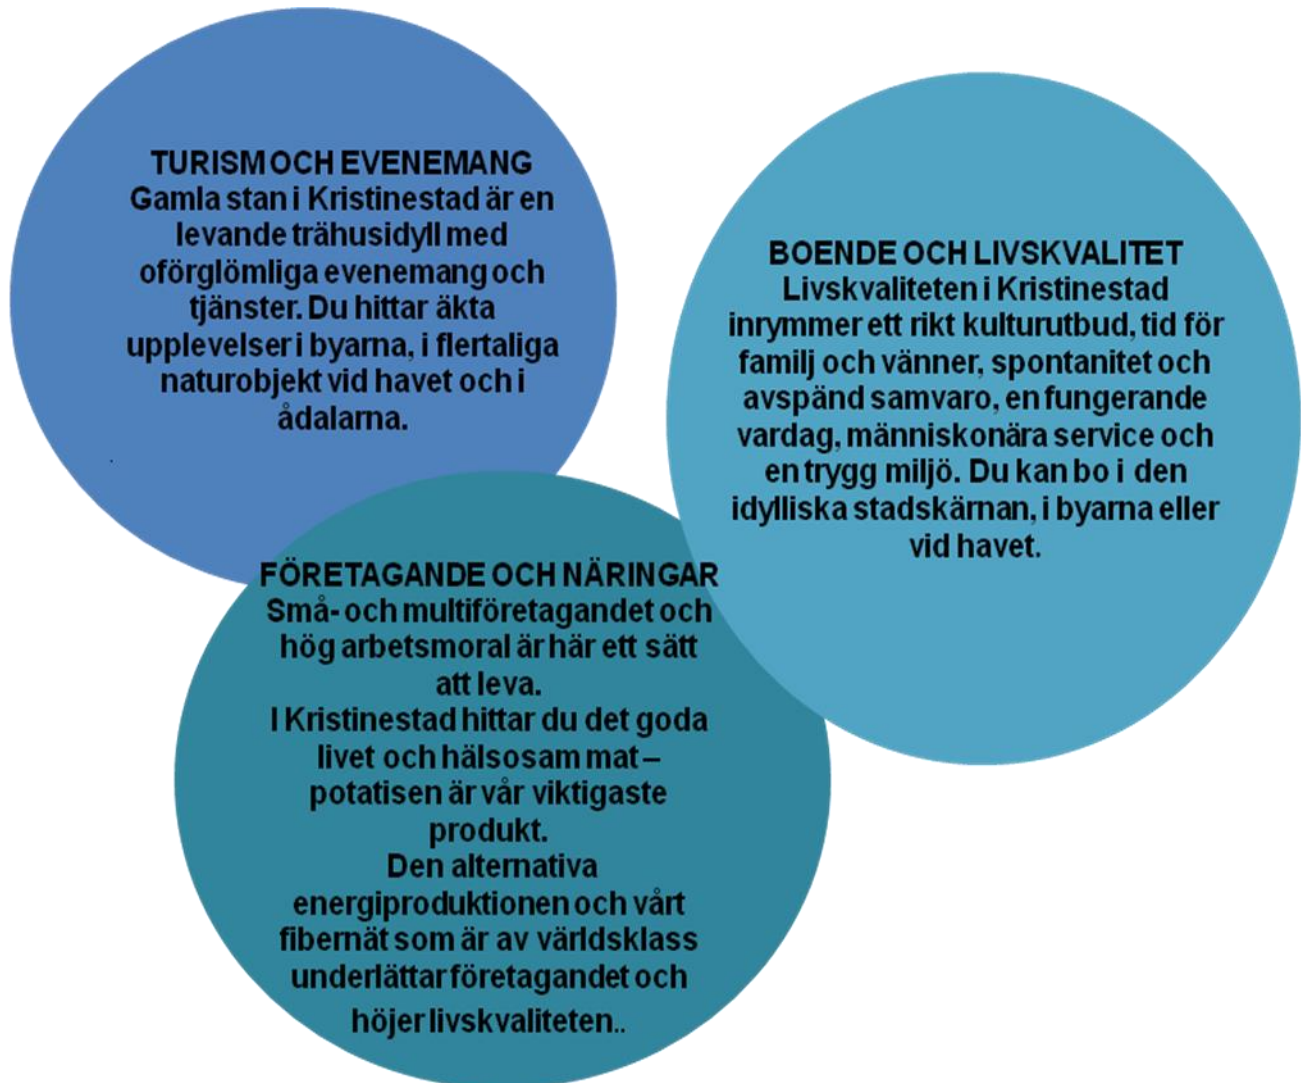 TURISM OCH EVENEMANG
Gamla stan i Kristinestad är en
levande trähusidyll med
oförglömliga evenemang och
tjänster. Du hittar äkta
upplevelser i byarna, i flertaliga
naturobjekt vid havet och i
ådalarna.
BOENDE OCH LIVSKVALITET
Livskvaliteten i Kristinestad
inrymmer ett rikt kulturutbud, tid för
familj och vänner, spontanitet och
avspänd samvaro, en fungerande
vardag, människonära service och
en trygg miljö. Du kan bo i den
idylliska stadskärnan, i byarna eller
vid havet.
FÖRETAGANDE OCH NÄRINGAR
Små- och multiföretagandet och
hög arbetsmoral är här ett sätt
att leva.
I Kristinestad hittar du det goda
livet och hälsosam mat –
potatisen är vår viktigaste
produkt.
Den alternativa
energiproduktionen och vårt
fibernät som är av världsklass
underlättar företagandet och
höjer livskvaliteten..